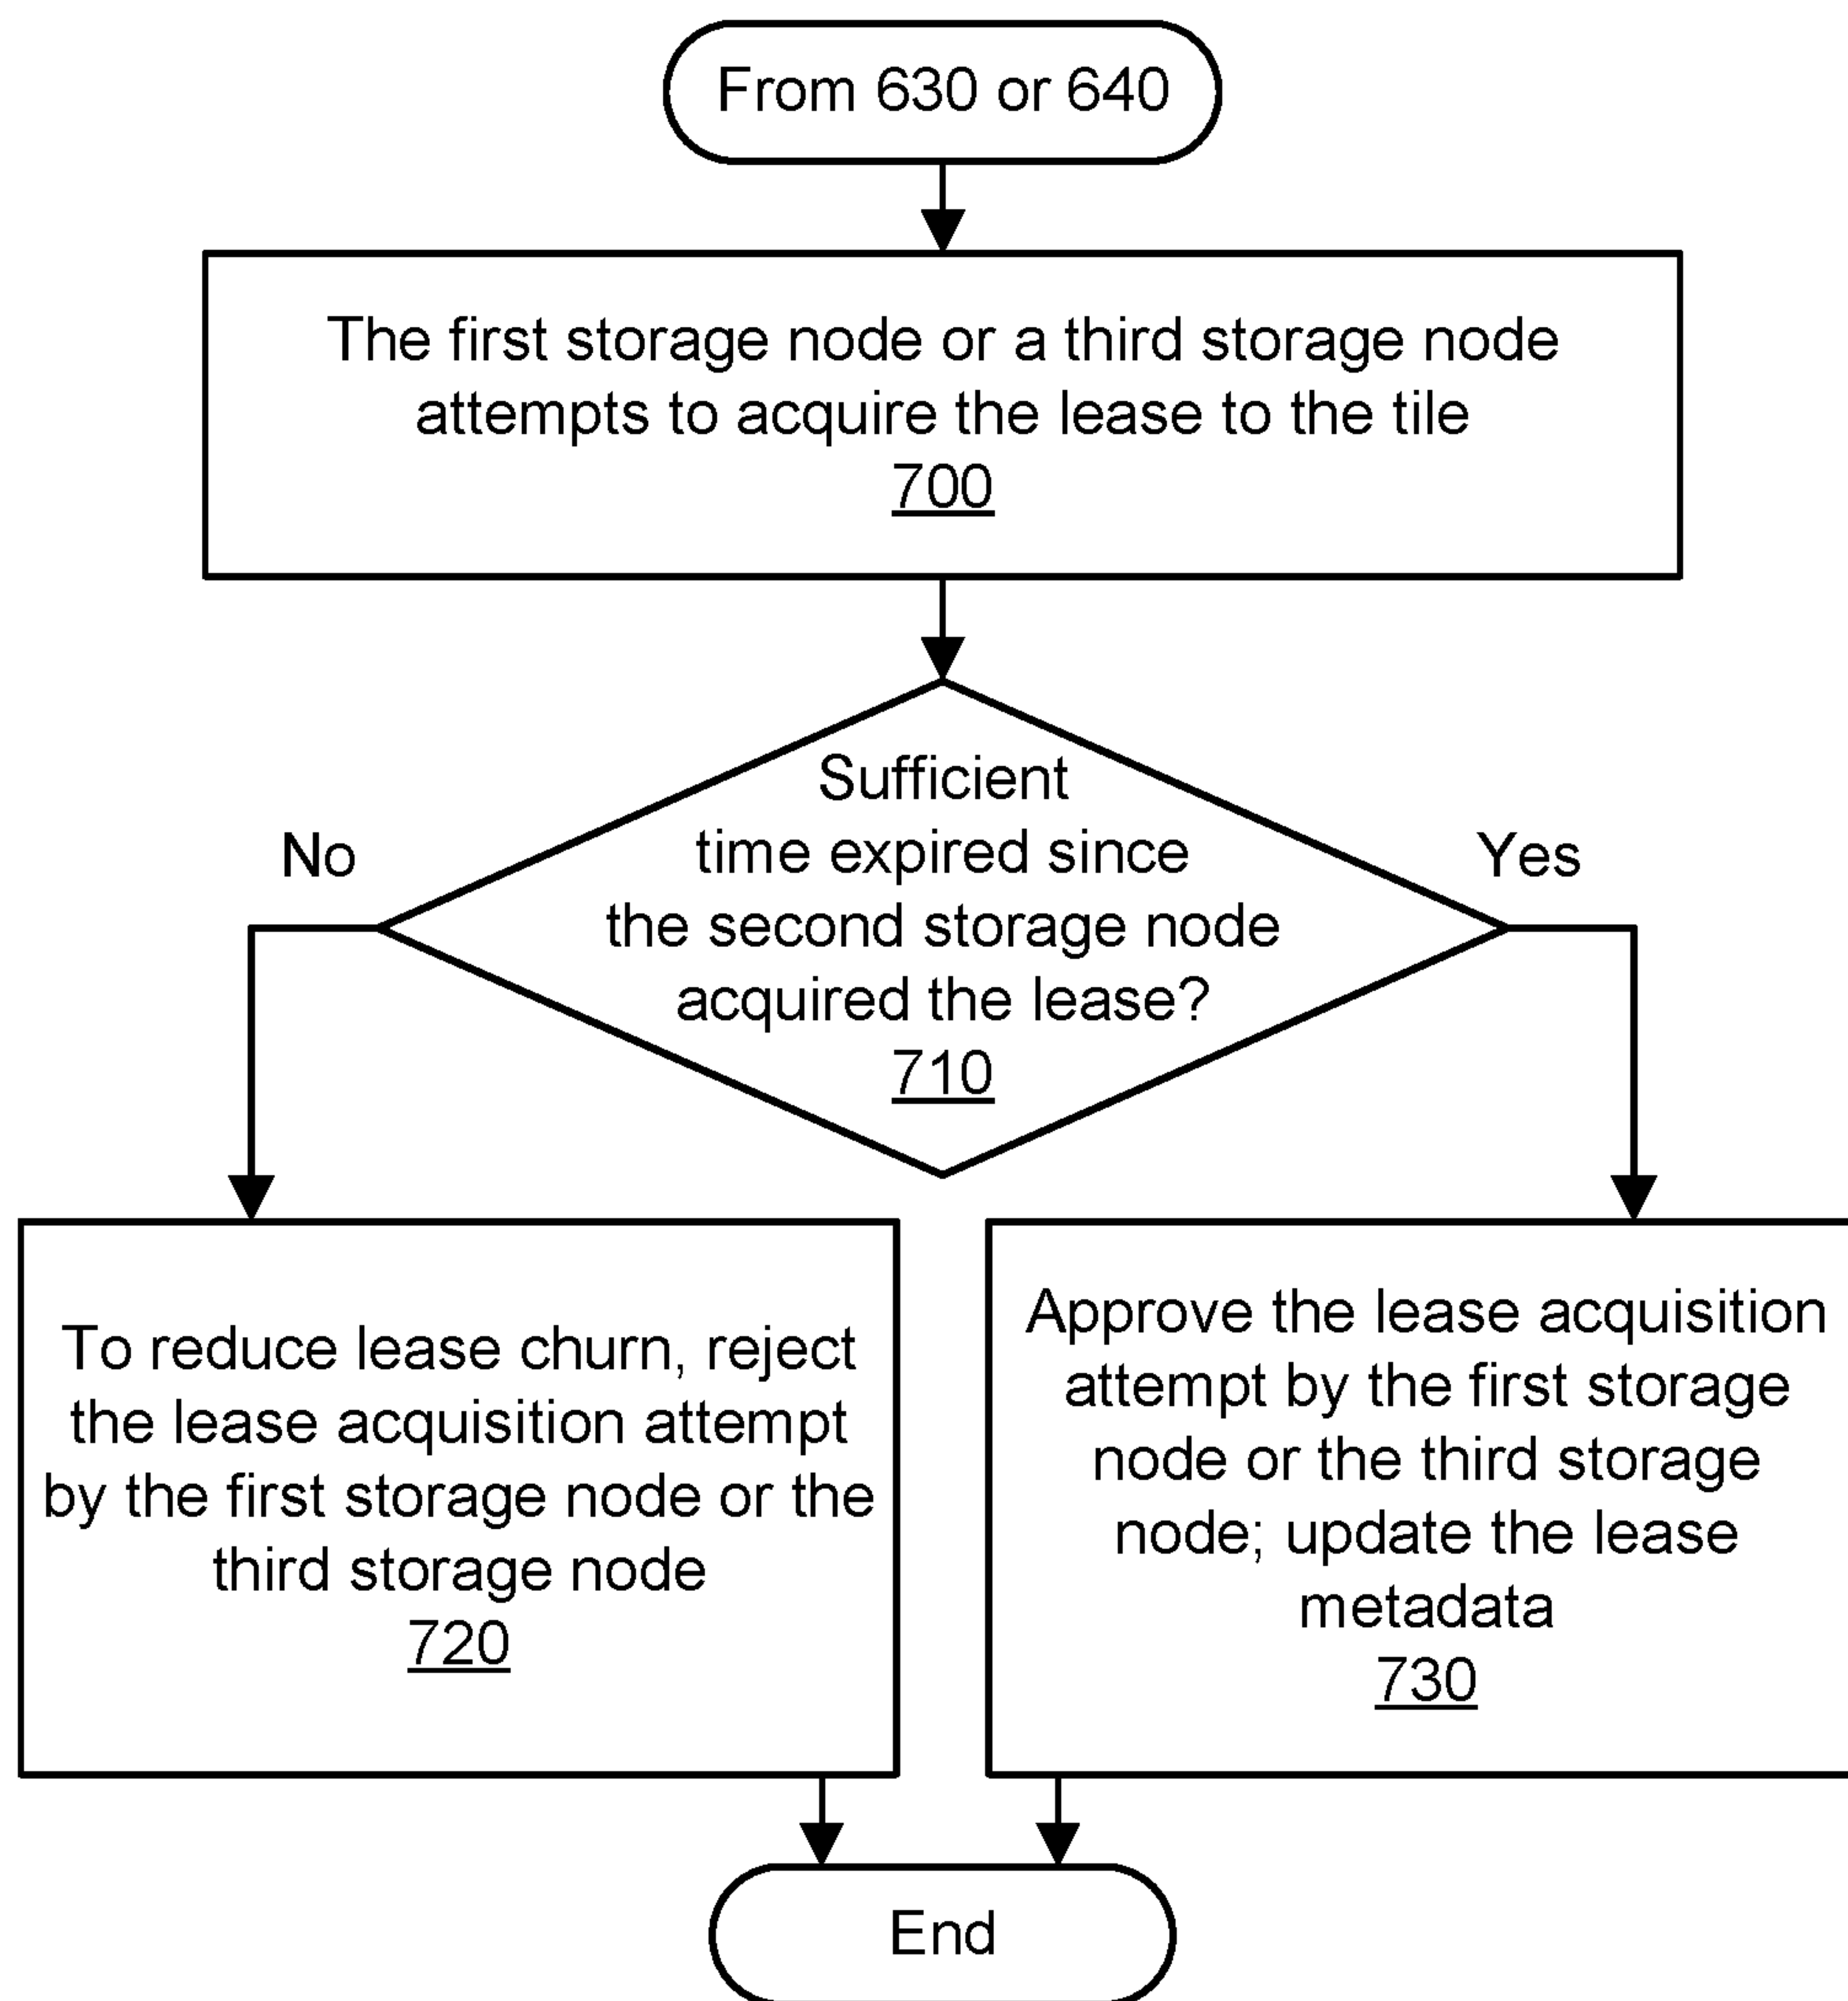 From 630 or 640
The first storage node or a third storage node
attempts to acquire the lease to the tile
700
Sufficient
time expired since
the second storage node
acquired the lease?
710
No
Yes
To reduce lease churn, reject
the lease acquisition attempt
by the first storage node or the
third storage node
720
Approve the lease acquisition
attempt by the first storage
node or the third storage
node; update the lease
metadata
730
End